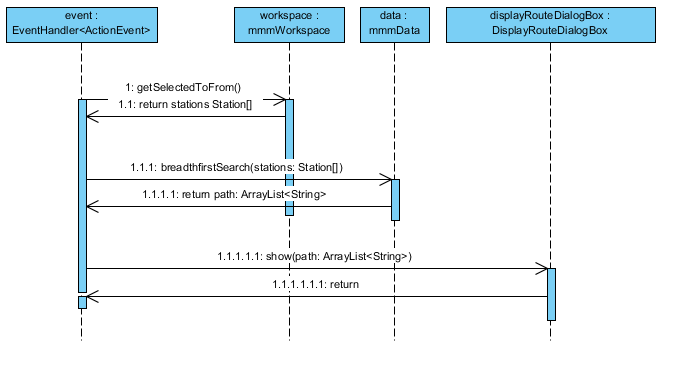 event :
EventHandler<ActionEvent>
workspace :
mmmWorkspace
data :
mmmData
displayRouteDialogBox :
DisplayRouteDialogBox
1: getSelectedToFrom()
1.1: return stations Station[]
1.1.1: breadthfirstSearch(stations: Station[])
1.1.1.1: return path: ArrayList<String>
1.1.1.1.1: show(path: ArrayList<String>)
1.1.1.1.1.1: return